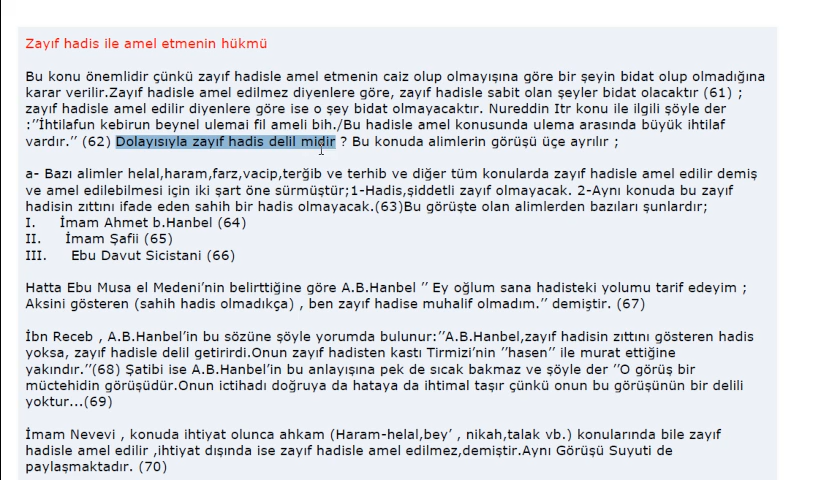 Zayıf hadis ile amel etmenin hükmü
Bu konu önemlidir çünkü zayıf hadisle amel etmenin caiz olup olmayışına göre bir şeyin bidat olup olmadığına
karar verilir.Zayıf hadisle amel edilmez diyenlere göre, zayıf hadisle sabit olan şeyler bidat olacaktır (61) ;
zayıf hadisle amel edilir diyenlere göre ise o şey bidat olmayacaktır. Nureddin Itr konu ile ilgili şöyle der
:’’İhtilafun kebirun beynel ulemai fil ameli bih./Bu hadisle amel konusunda ulema arasında büyük ihtilaf
vardır.’’ (62) Dolayısıyla zayıf hadis delil midir ? Bu konuda alimlerin görüşü üçe ayrılır ;
a- Bazı alimler helal,haram,farz,vacip,terğib ve terhib ve diğer tüm konularda zayıf hadisle amel edilir demiş
ve amel edilebilmesi için iki şart öne sürmüştür;1-Hadis,şiddetli zayıf olmayacak. 2-Aynı konuda bu zayıf
hadisin zıttını ifade eden sahih bir hadis olmayacak.(63)Bu görüşte olan alimlerden bazıları şunlardır;
I. İmam Ahmet b.Hanbel (64)
II. İmam Şafii (65)
III. Ebu Davut Sicistani (66)
Hatta Ebu Musa el Medeni’nin belirttiğine göre A.B.Hanbel ’’ Ey oğlum sana hadisteki yolumu tarif edeyim ;
Aksini gösteren (sahih hadis olmadıkça) , ben zayıf hadise muhalif olmadım.’’ demiştir. (67)
İbn Receb , A.B.Hanbel’in bu sözüne şöyle yorumda bulunur:’’A.B.Hanbel,zayıf hadisin zıttını gösteren hadis
yoksa, zayıf hadisle delil getirirdi.Onun zayıf hadisten kastı Tirmizi’nin ’’hasen’’ ile murat ettiğine
yakındır.’’(68) Şatibi ise A.B.Hanbel’in bu anlayışına pek de sıcak bakmaz ve şöyle der ’’O görüş bir
müctehidin görüşüdür.Onun ictihadı doğruya da hataya da ihtimal taşır çünkü onun bu görüşünün bir delili
yoktur...(69)
İmam Nevevi , konuda ihtiyat olunca ahkam (Haram-helal,bey’ , nikah,talak vb.) konularında bile zayıf
hadisle amel edilir ,ihtiyat dışında ise zayıf hadisle amel edilmez,demiştir.Aynı Görüşü Suyuti de
paylaşmaktadır. (70)